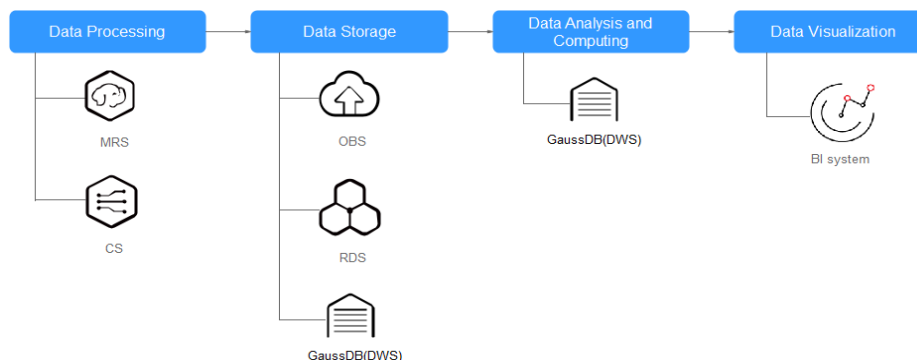 Data Processing
Data Storage
Data Analysis and
Computing
Data Visualization
MRS
CS
OBS
RDS
GaussDB(DWS)
GaussDB(DWS)
BI system